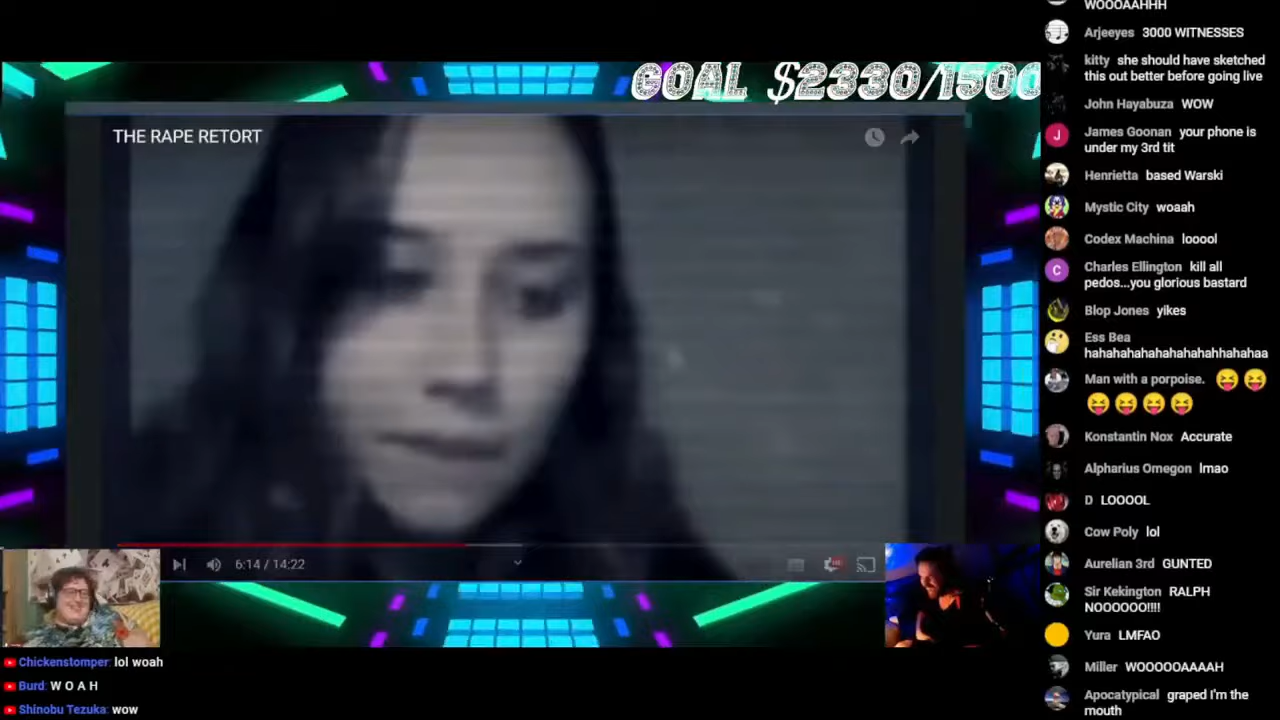 WOOOAAHHH
Arjeeyes 3000 WITNESSES
kitty she should have sketched
this out better before going live
John Hayabuza WOW
James Goonan your phone is
under my 3rd tit
Henrietta based Warski
Mystic City woaah
Codex Machina looool
Charles Ellington kill all
pedos...you glorious bastard
Blop Jones yikes
Ess Bea
hahahahahahahahahhahahaa
Man with a porpoise. 😝 😝
😝 😝 😝 😝
Konstantin Nox Accurate
Alpharius Omegon lmao
D LOOOOL
Cow Poly lol
Aurelian 3rd GUNTED
Sir Kekington RALPH
NOOOOOO!!!!
Yura LMFAO
Miller WOOOOOAAAAH
Apocatypical graped I'm the
mouth
GOAL $2330/1500
THE RAPE RETORT
6:14 / 14:22
Chickenstomper: lol woah
Burd: W O A H
Shinobu Tezuka: wow